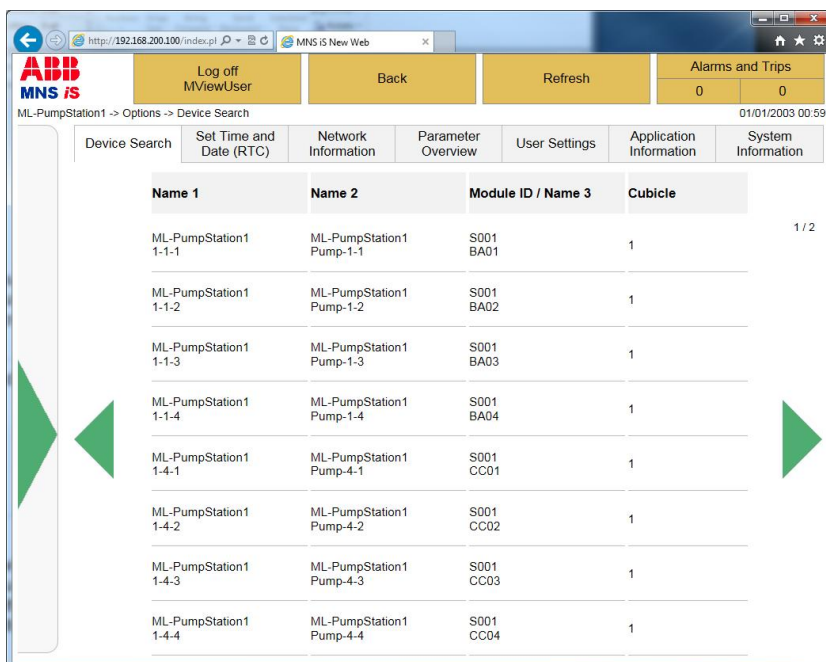 http://192.168.200.100/index.pl
MNS iS New Web
ABB
MNS iS
Log off
MViewUser
Back
Refresh
Alarms and Trips
0 0
ML-PumpStation1 -> Options -> Device Search
01/01/2003 00:59
Device Search
Set Time and
Date (RTC)
Network
Information
Parameter
Overview
User Settings
Application
Information
System
Information
Name 1 Name 2 Module ID / Name 3 Cubicle
1 / 2
ML-PumpStation1 ML-PumpStation1 S001
1-1-1 Pump-1-1 BA01 1
ML-PumpStation1 ML-PumpStation1 S001
1-1-2 Pump-1-2 BA02 1
ML-PumpStation1 ML-PumpStation1 S001
1-1-3 Pump-1-3 BA03 1
ML-PumpStation1 ML-PumpStation1 S001
1-1-4 Pump-1-4 BA04 1
ML-PumpStation1 ML-PumpStation1 S001
1-4-1 Pump-4-1 CC01 1
ML-PumpStation1 ML-PumpStation1 S001
1-4-2 Pump-4-2 CC02 1
ML-PumpStation1 ML-PumpStation1 S001
1-4-3 Pump-4-3 CC03 1
ML-PumpStation1 ML-PumpStation1 S001
1-4-4 Pump-4-4 CC04 1